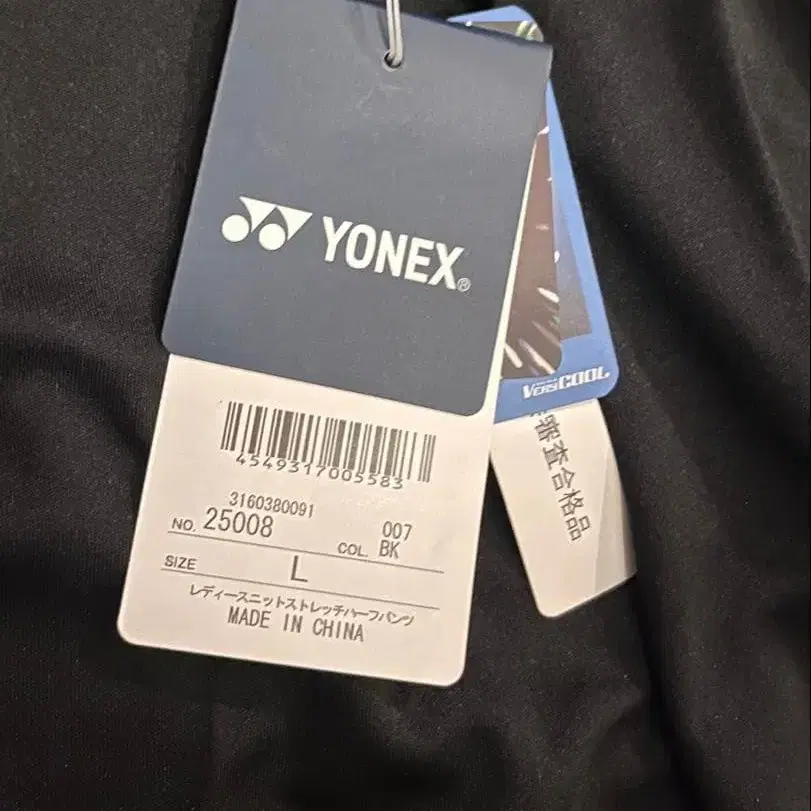 YONEX®
VERYCOOL
審査合格品
4549317005583
3160380091
NO. 25008 COL. 007 BK
SIZE L
レディースニットストレッチハーフパンツ
MADE IN CHINA